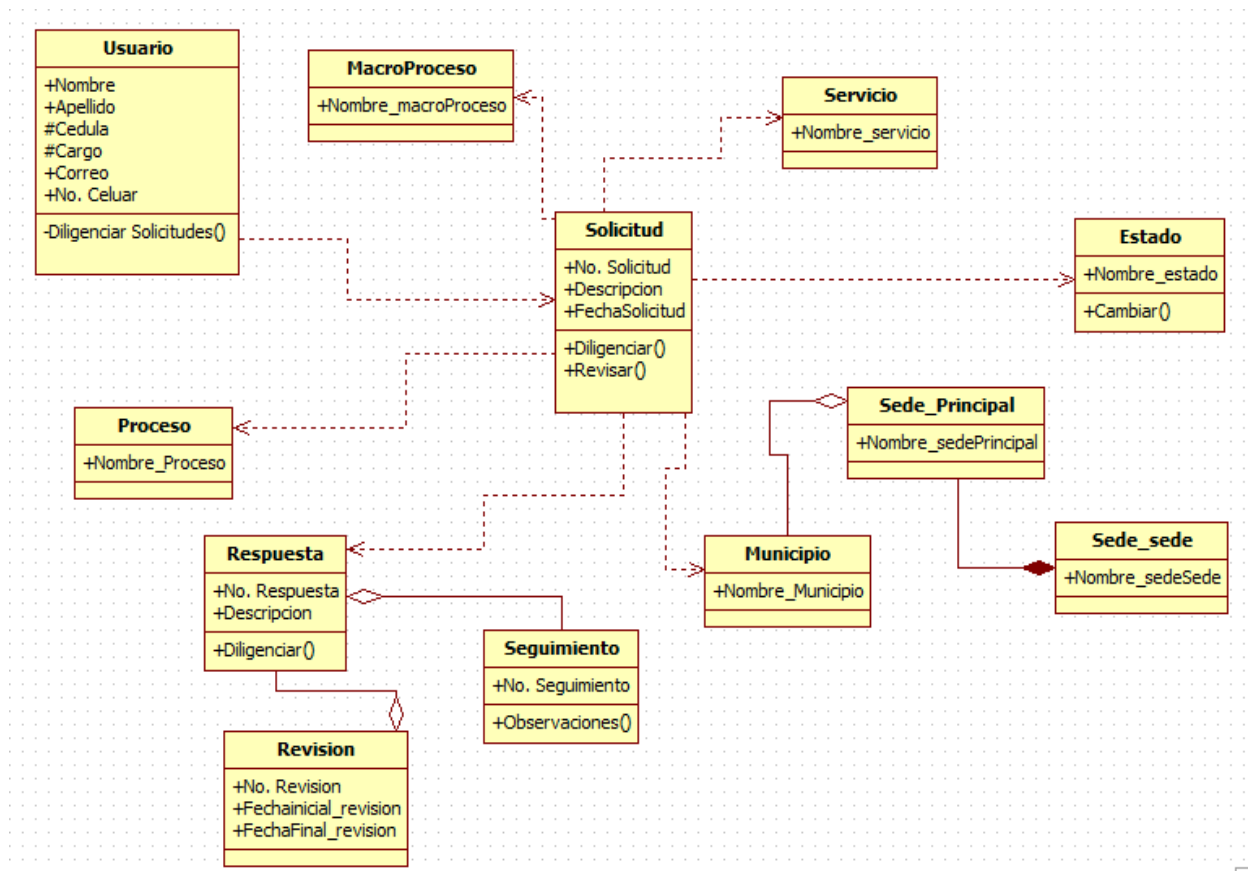 Usuario
+Nombre
+Apellido
#Cedula
#Cargo
+Correo
+No. Celuar
-Diligenciar Solicitudes()
MacroProceso
+Nombre_macroProceso
Servicio
+Nombre_servicio
Solicitud
+No. Solicitud
+Descripcion
+FechaSolicitud
+Diligenciar()
+Revisar()
Estado
+Nombre_estado
+Cambiar()
Proceso
+Nombre_Proceso
Sede_Principal
+Nombre_sedePrincipal
Respuesta
+No. Respuesta
+Descripcion
+Diligenciar()
Municipio
+Nombre_Municipio
Sede_sede
+Nombre_sedeSede
Seguimiento
+No. Seguimiento
+Observaciones()
Revision
+No. Revision
+Fechainicial_revision
+FechaFinal_revision